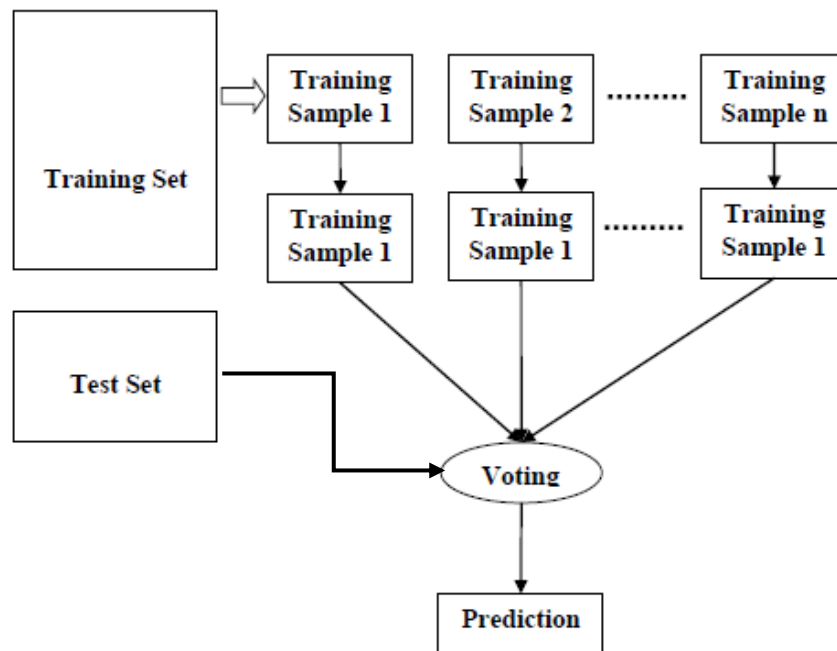 Training
Sample 1
Training
Sample 2
Training
Sample n
Training Set
Training
Sample 1
Training
Sample 1
Training
Sample 1
Test Set
Voting
Prediction